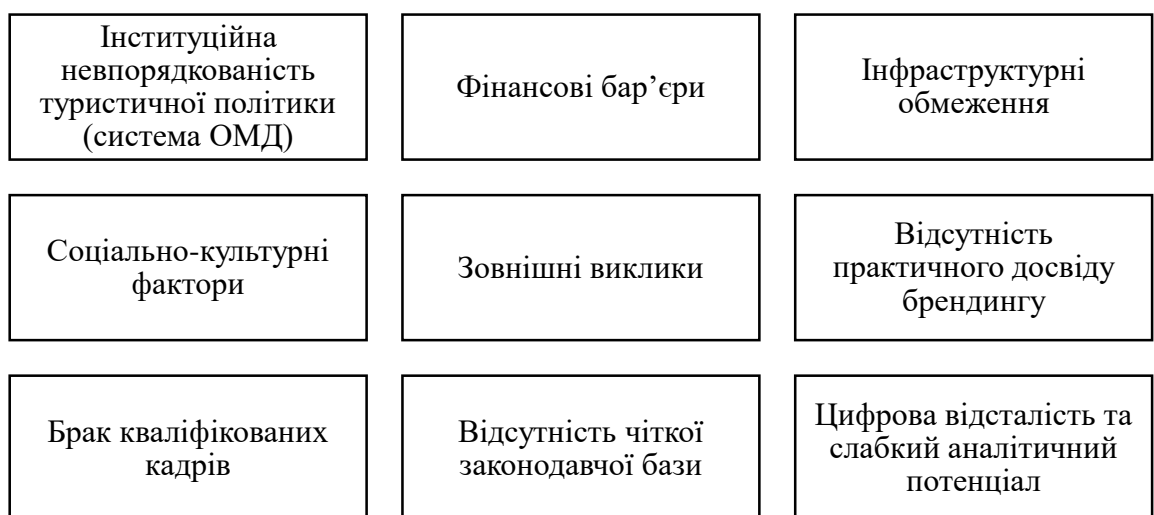 Інституційна
невпорядкованість
туристичної політики
(система ОМД)
Фінансові бар’єри
Інфраструктурні
обмеження
Соціально-культурні
фактори
Зовнішні виклики
Відсутність
практичного досвіду
брендингу
Брак кваліфікованих
кадрів
Відсутність чіткої
законодавчої бази
Цифрова відсталість та
слабкий аналітичний
потенціал